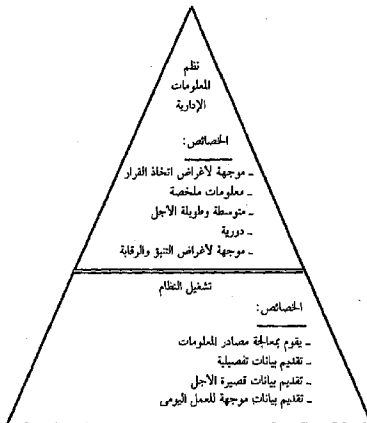 نظم
المعلومات
الإدارية
الخصائص:
ـ موجهة لأغراض اتخاذ القرار
ـ معلومات ملخصة
ـ متوسطة وطويلة الأجل
ـ دورية
ـ موجهة لأغراض التنبؤ والرقابة
تشغيل النظام
الخصائص:
ـ يقوم بمعالجة مصادر المعلومات
ـ تقديم بيانات تفصيلية
ـ تقديم بيانات قصيرة الأجل
ـ تقديم بيانات موجهة للعمل اليومى